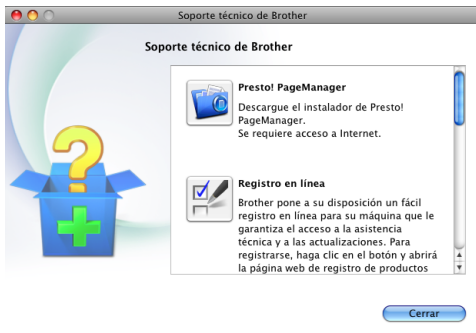 Soporte técnico de Brother
Soporte técnico de Brother
Presto! PageManager
Descargue el instalador de Presto!
PageManager.
Se requiere acceso a Internet.
Registro en línea
Brother pone a su disposición un fácil
registro en línea para su máquina que le
garantiza el acceso a la asistencia
técnica y a las actualizaciones. Para
registrarse, haga clic en el botón y abrirá
la página web de registro de productos
Cerrar